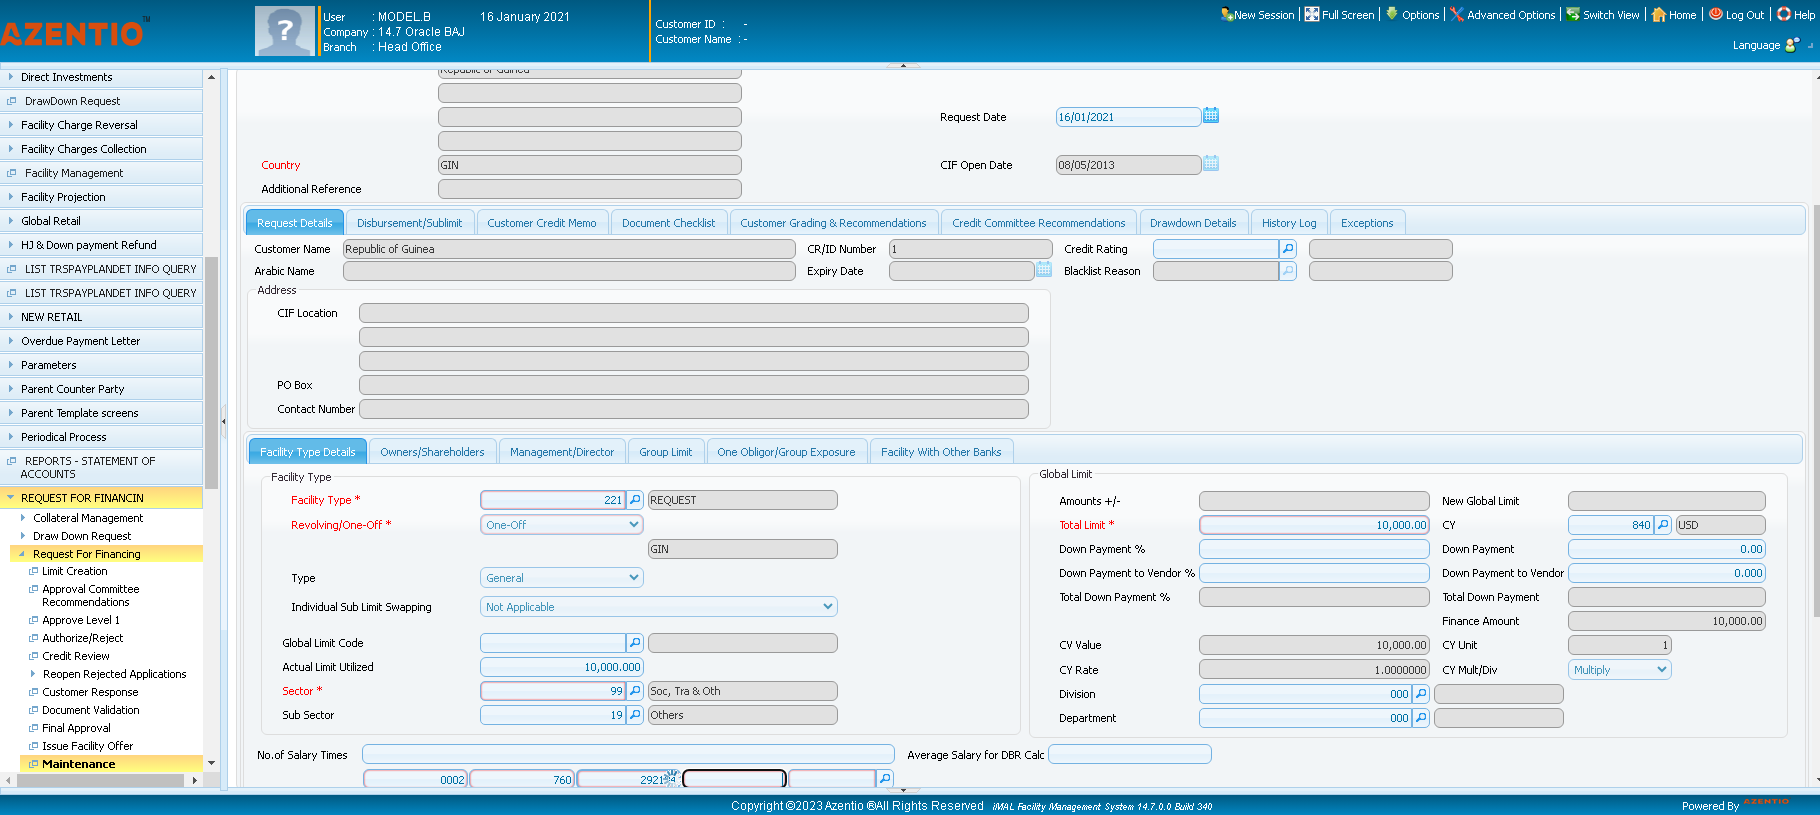 AZENTIO™
User : MODEL.B 16 January 2021
Company : 14.7 Oracle BAJ
Branch : Head Office
Customer ID : -
Customer Name : -
New Session | Full Screen | Options | Advanced Options | Switch View | Home | Log Out | Help
Language
Direct Investments
DrawDown Request
Facility Charge Reversal
Facility Charges Collection
Facility Management
Facility Projection
Global Retail
HJ & Down payment Refund
LIST TRSPAYPLANDET INFO QUERY
LIST TRSPAYPLANDET INFO QUERY
NEW RETAIL
Overdue Payment Letter
Parameters
Parent Counter Party
Parent Template screens
Periodical Process
REPORTS - STATEMENT OF
ACCOUNTS
REQUEST FOR FINANCIN
Collateral Management
Draw Down Request
Request For Financing
Limit Creation
Approval Committee
Recommendations
Approve Level 1
Authorize/Reject
Credit Review
Reopen Rejected Applications
Customer Response
Document Validation
Final Approval
Issue Facility Offer
Maintenance
Republic of Guinea
Request Date 16/01/2021
Country GIN CIF Open Date 08/05/2013
Additional Reference
Request Details Disbursement/Sublimit Customer Credit Memo Document Checklist Customer Grading & Recommendations Credit Committee Recommendations Drawdown Details History Log Exceptions
Customer Name Republic of Guinea CR/ID Number 1 Credit Rating
Arabic Name Expiry Date Blacklist Reason
Address
CIF Location
PO Box
Contact Number
Facility Type Details Owners/Shareholders Management/Director Group Limit One Obligor/Group Exposure Facility With Other Banks
Facility Type
Facility Type * 221 REQUEST
Revolving/One-Off * One-Off
GIN
Type General
Individual Sub Limit Swapping Not Applicable
Global Limit Code
Actual Limit Utilized 10,000.000
Sector * 99 Soc, Tra & Oth
Sub Sector 19 Others
Global Limit
Amounts +/- New Global Limit
Total Limit * 10,000.00 CY 840 USD
Down Payment % Down Payment 0.00
Down Payment to Vendor % Down Payment to Vendor 0.000
Total Down Payment % Total Down Payment
Finance Amount 10,000.00
CV Value 10,000.00 CY Unit 1
CY Rate 1.0000000 CY Mult/Div Multiply
Division 000
Department 000
No.of Salary Times Average Salary for DBR Calc
0002 760
Copyright ©2023 Azentio ®All Rights Reserved iMAL Facility Management System 14.7.0.0 Build 340
Powered By AZENTIO